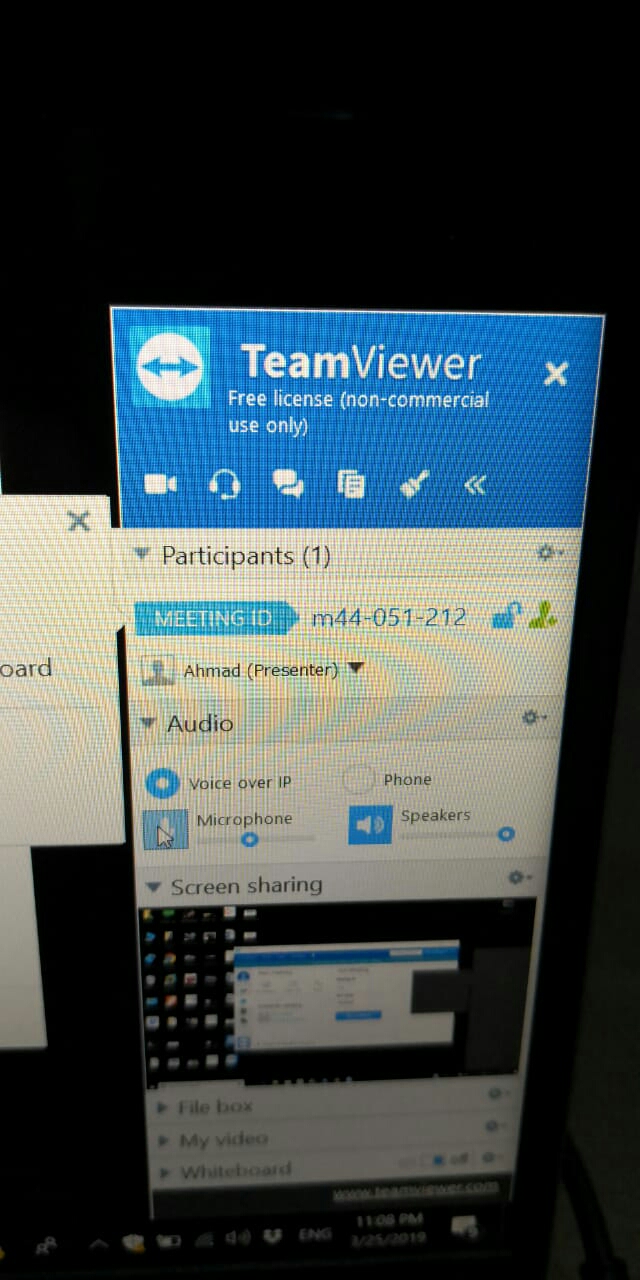 TeamViewer
Free license (non-commercial
use only)
Participants (1)
MEETING ID m44-051-212
oard
Ahmad (Presenter)
Audio
Voice over IP Phone
Microphone Speakers
Screen sharing
File box
My video
Whiteboard off
www.teamviewer.com
ENG 11:08 PM
3/25/2019